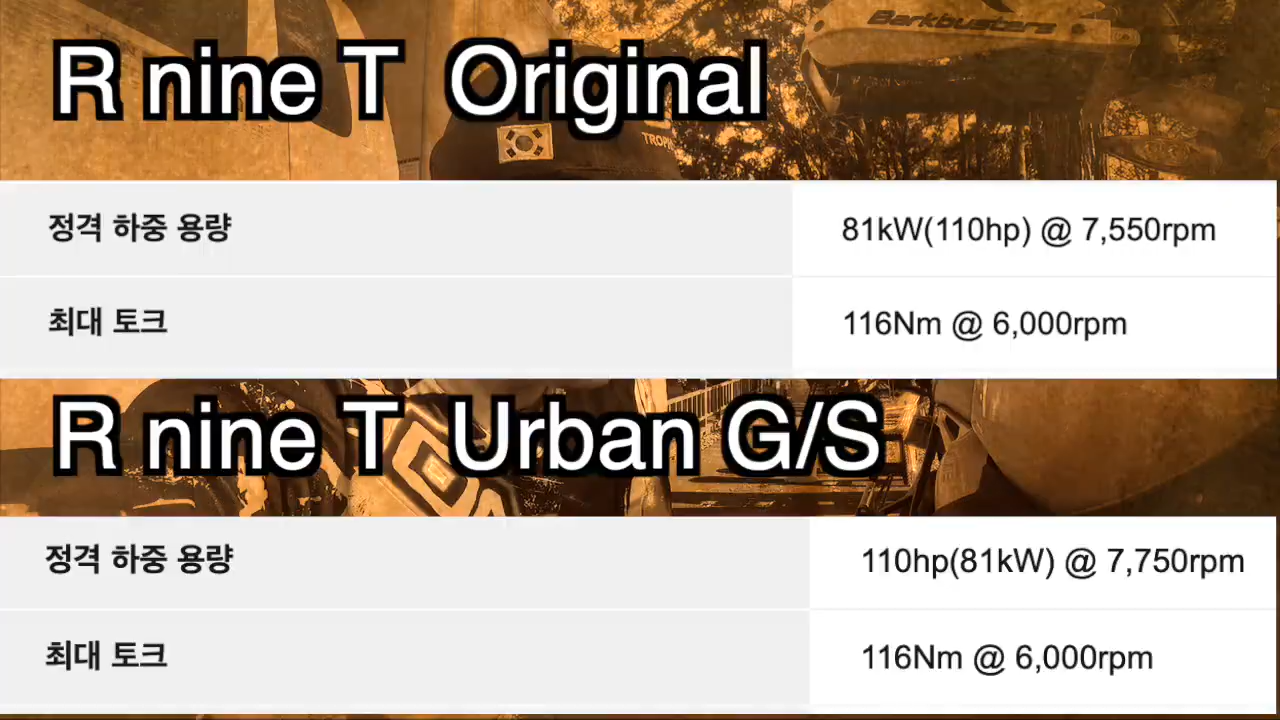 Barkbusters
R nine T Original
TROPI
정격 하중 용량 81kW(110hp) @ 7,550rpm
최대 토크 116Nm @ 6,000rpm
R nine T Urban G/S
정격 하중 용량 110hp(81kW) @ 7,750rpm
최대 토크 116Nm @ 6,000rpm